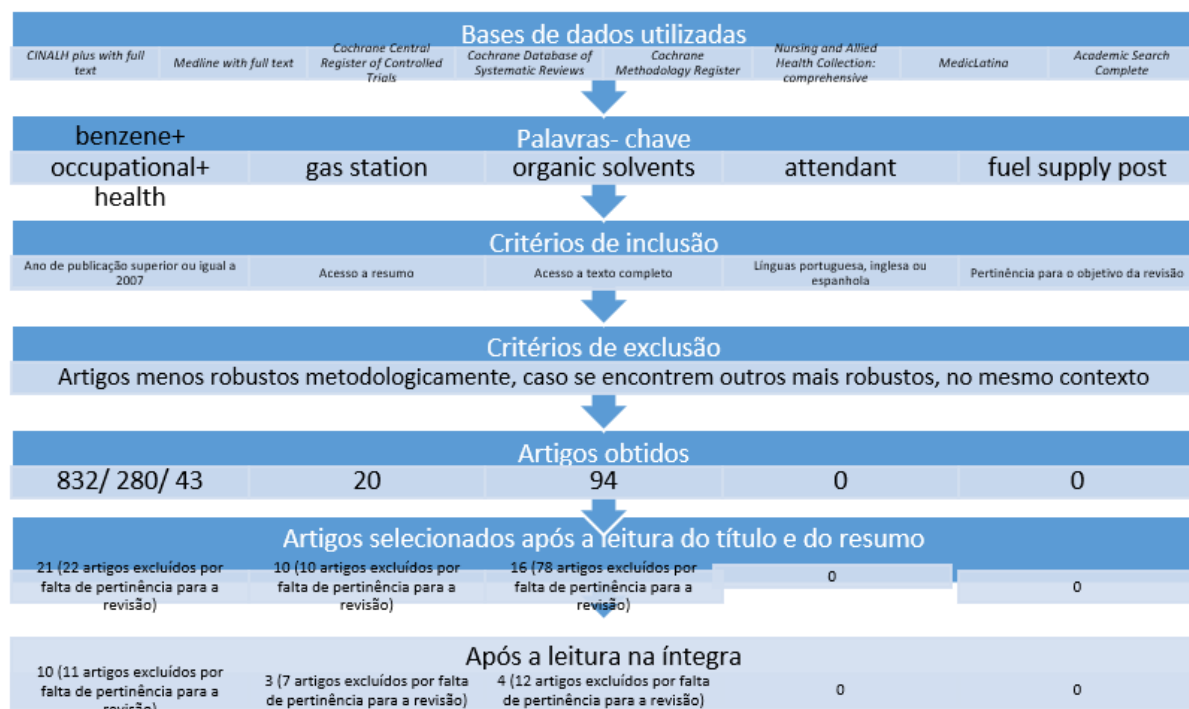 Bases de dados utilizadas
CINALH plus with full
text
Medline with full text
Cochrane Central
Register of Controlled
Trials
Cochrane Database of
Systematic Reviews
Cochrane
Methodology Register
Nursing and Allied
Health Collection:
comprehensive
MedicLatina
Academic Search
Complete
Palavras- chave
benzene+
occupational+
health
gas station
organic solvents
attendant
fuel supply post
Critérios de inclusão
Ano de publicação superior ou igual a
2007
Acesso a resumo
Acesso a texto completo
Línguas portuguesa, inglesa ou
espanhola
Pertinência para o objetivo da revisão
Critérios de exclusão
Artigos menos robustos metodologicamente, caso se encontrem outros mais robustos, no mesmo contexto
Artigos obtidos
832/ 280/ 43
20
94
0
0
Artigos selecionados após a leitura do título e do resumo
21 (22 artigos excluídos por
falta de pertinência para a
revisão)
10 (10 artigos excluídos por
falta de pertinência para a
revisão)
16 (78 artigos excluídos por
falta de pertinência para a
revisão)
0
0
Após a leitura na íntegra
10 (11 artigos excluídos por
falta de pertinência para a
revisão)
3 (7 artigos excluídos por falta
de pertinência para a revisão)
4 (12 artigos excluídos por falta
de pertinência para a revisão)
0
0